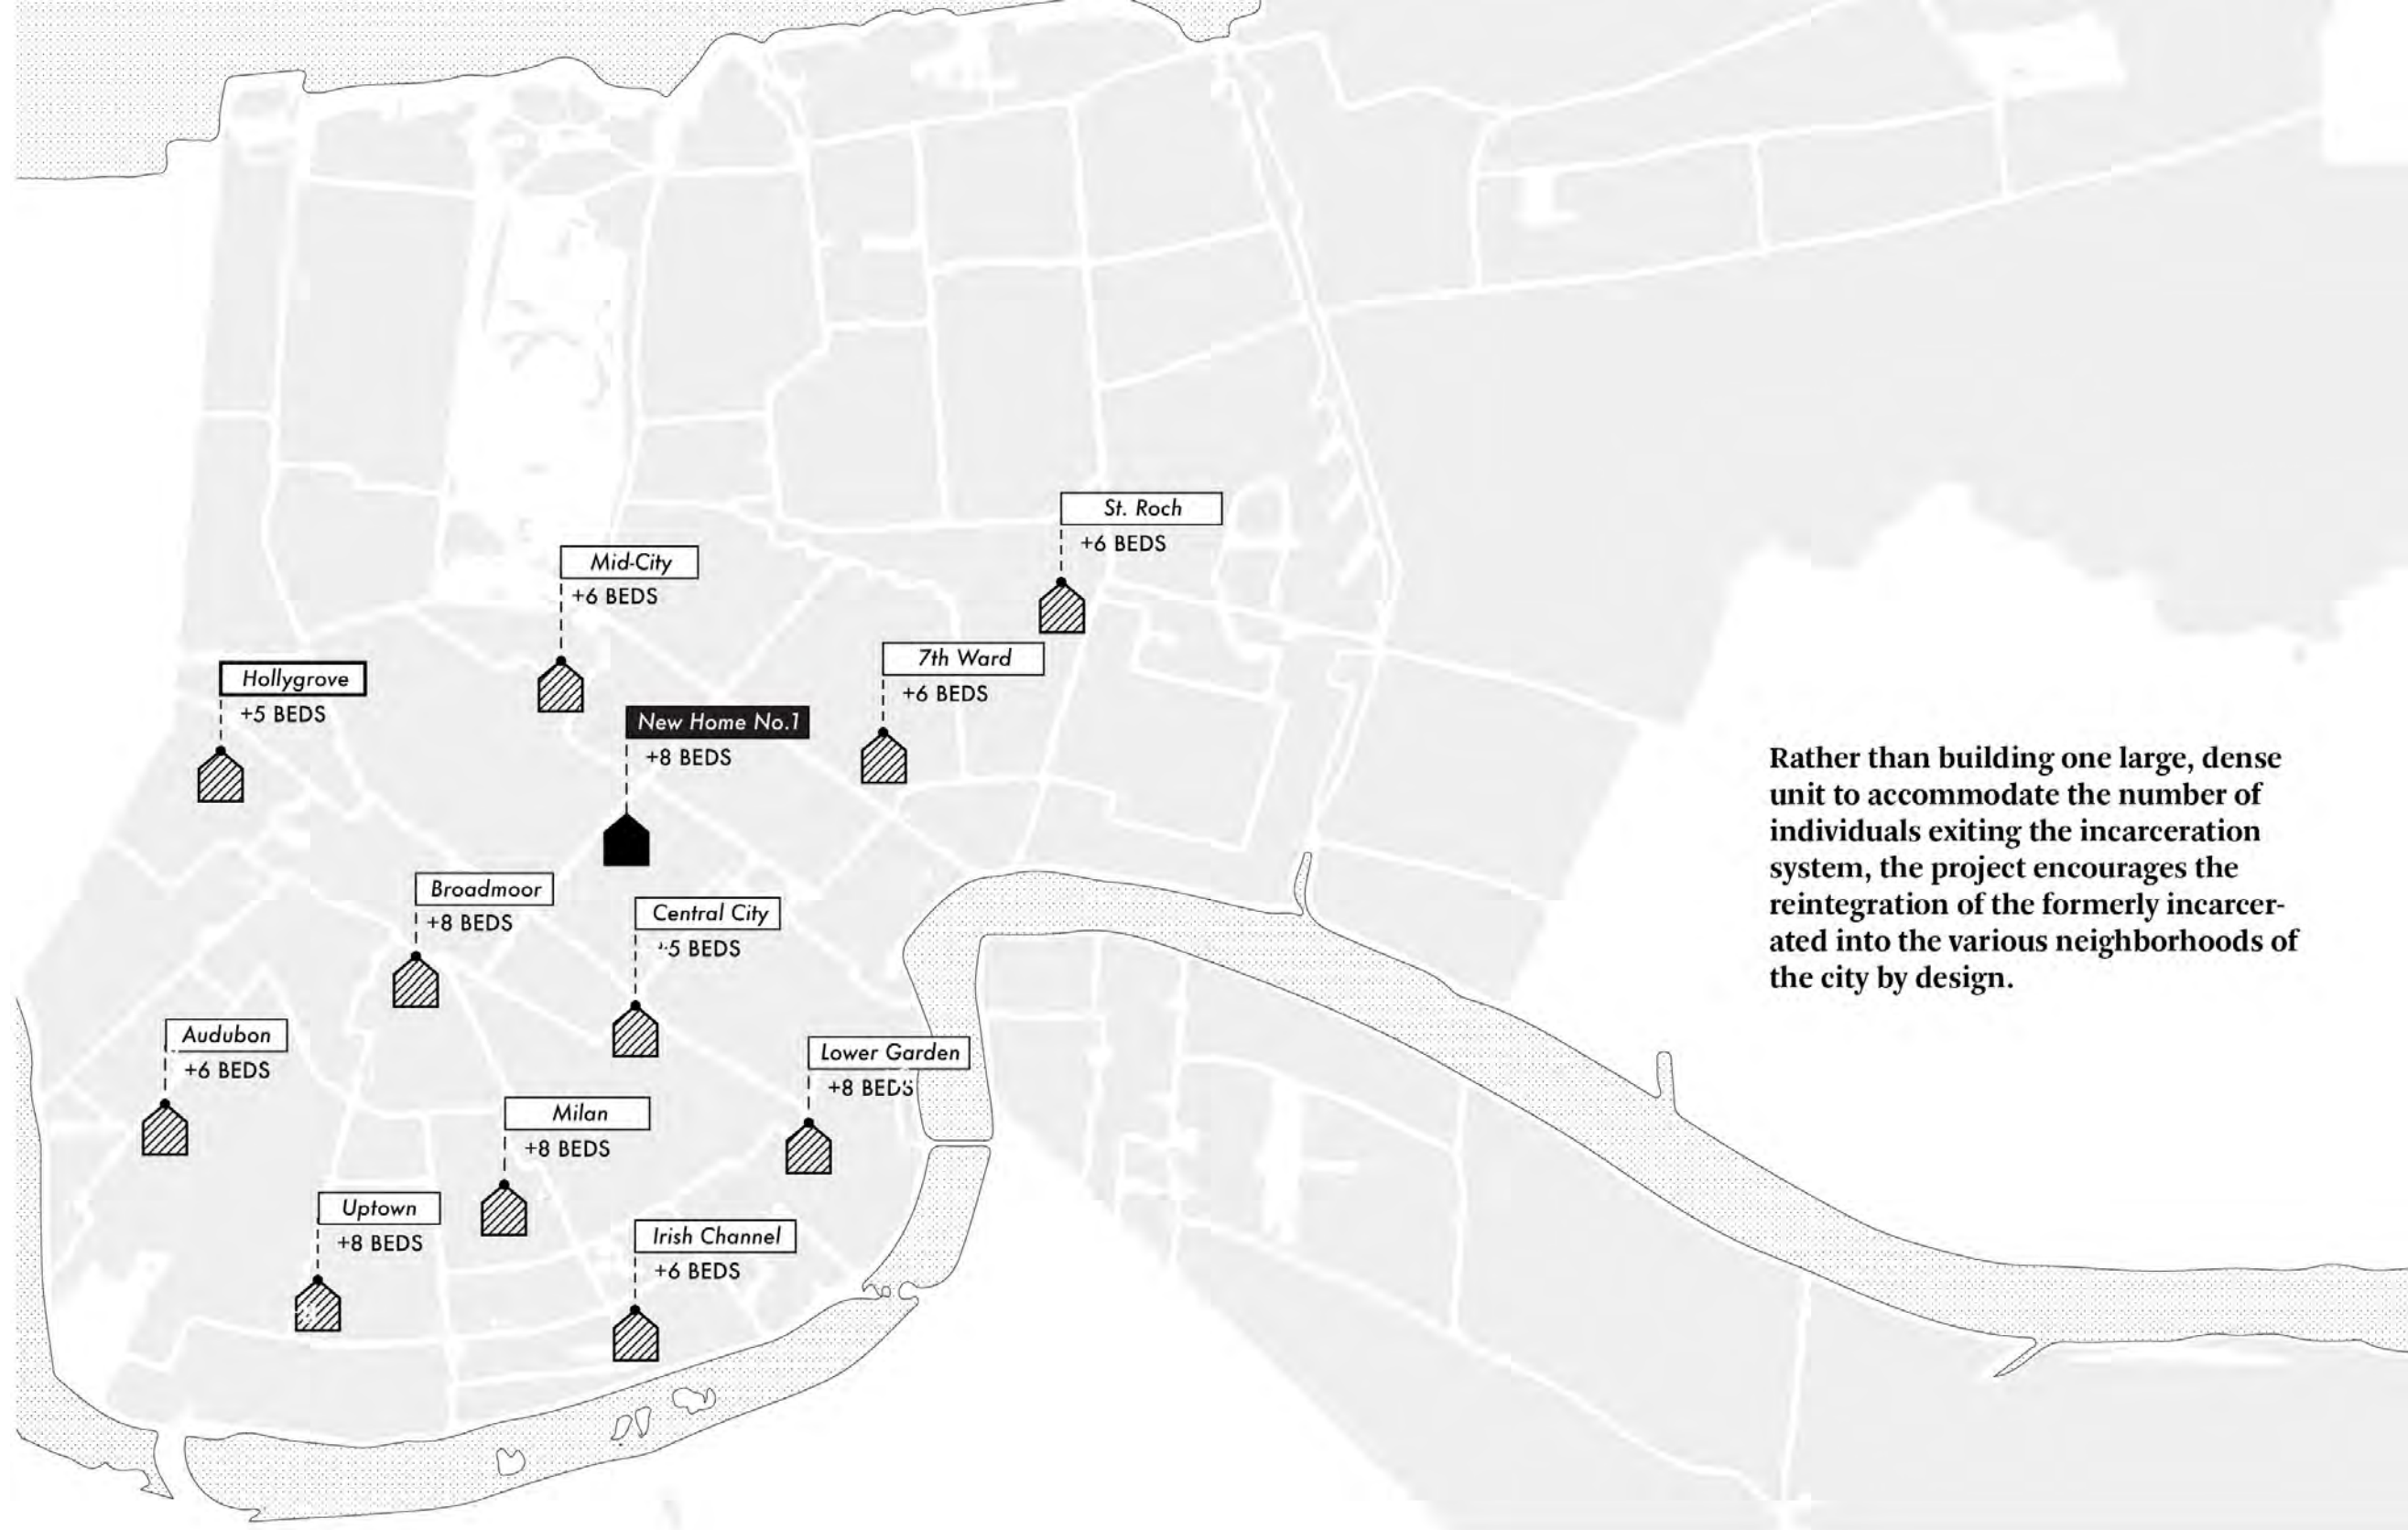 St. Roch
+6 BEDS
Mid-City
+6 BEDS
7th Ward
+6 BEDS
Hollygrove
+5 BEDS
New Home No.1
+8 BEDS
Rather than building one large, dense
unit to accommodate the number of
individuals exiting the incarceration
system, the project encourages the
reintegration of the formerly incarcer-
ated into the various neighborhoods of
the city by design.
Broadmoor
+8 BEDS
Central City
+5 BEDS
Audubon
+6 BEDS
Lower Garden
+8 BEDS
Milan
+8 BEDS
Uptown
+8 BEDS
Irish Channel
+6 BEDS